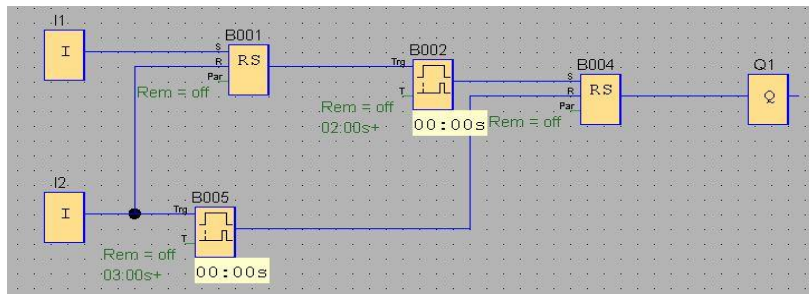 I1
I
B001
S
R
Par
RS
Rem = off
B002
Trg
T
Rem = off
02:00s+
00:00s
B004
S
R
Par
RS
Rem = off
Q1
Q
I2
I
B005
Trg
T
Rem = off
03:00s+
00:00s